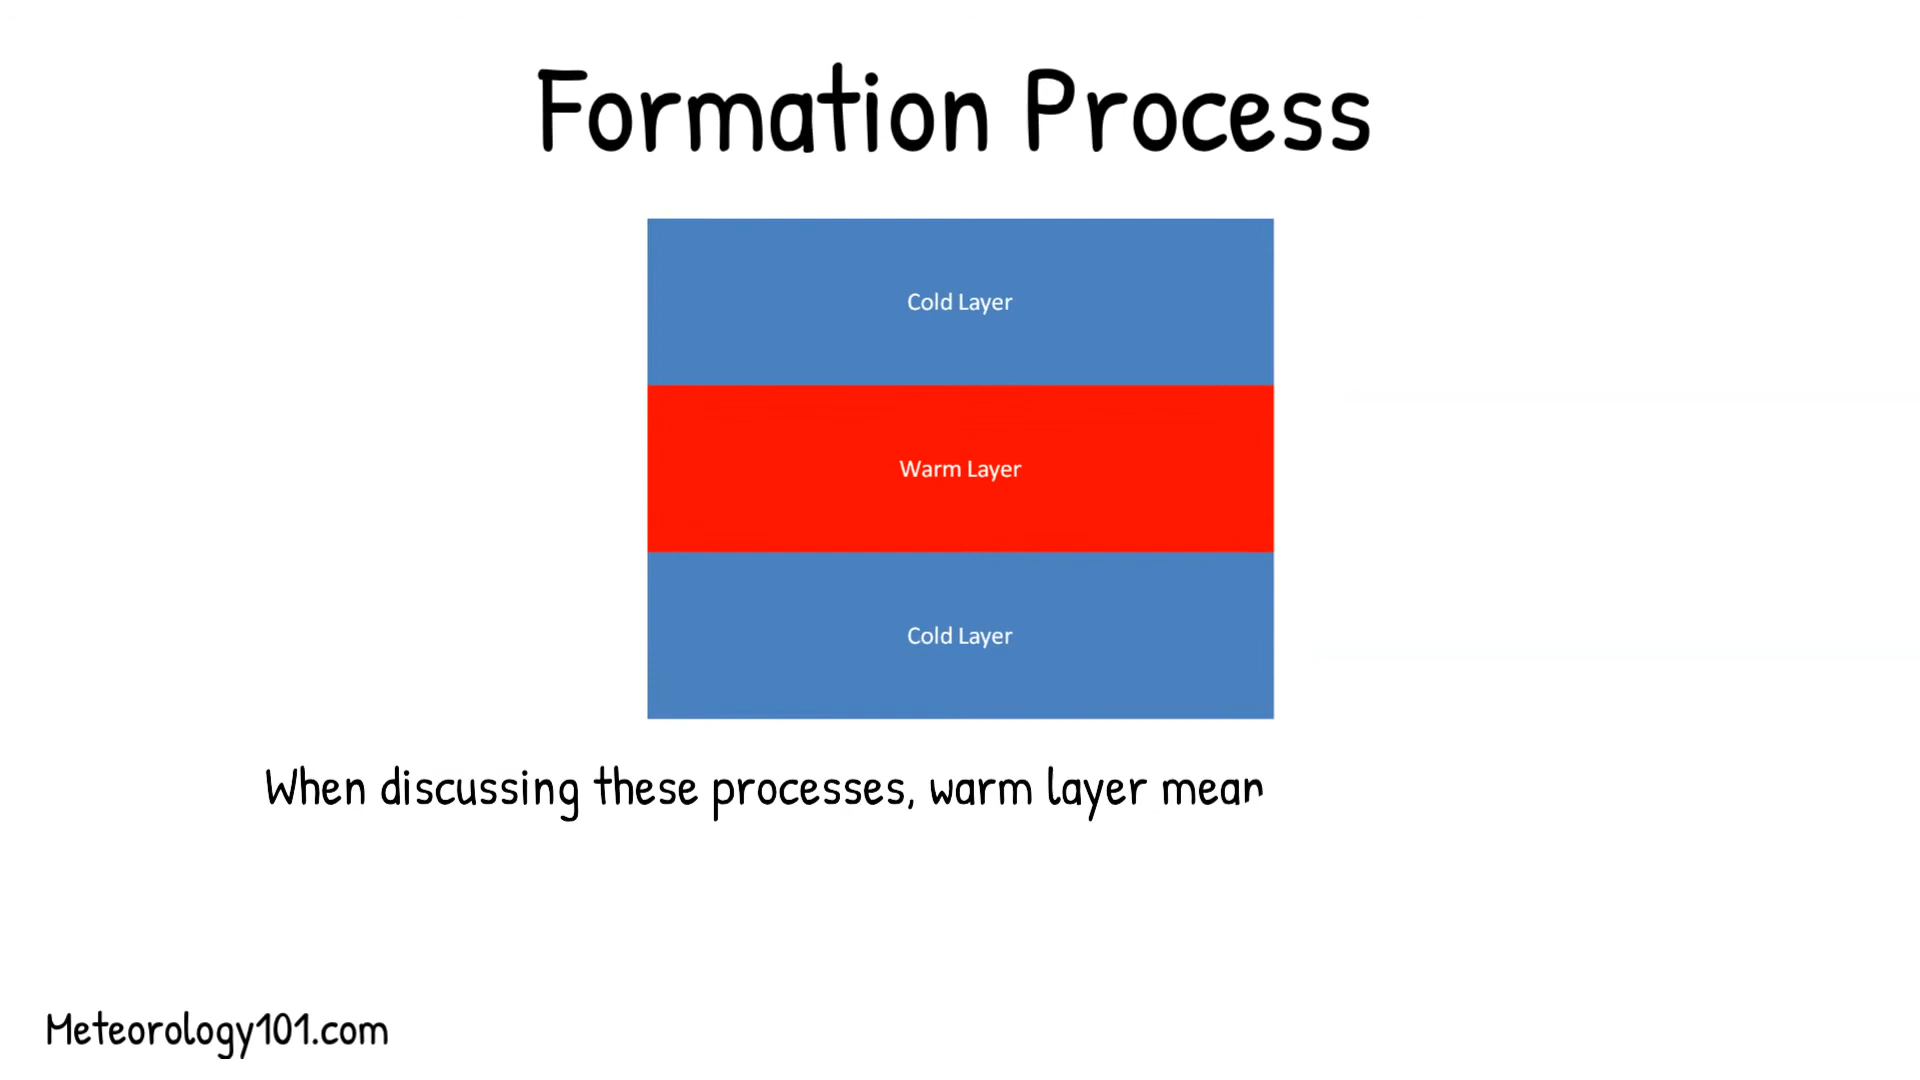 Formation Process
Cold Layer
Warm Layer
Cold Layer
When discussing these processes, warm layer mean
Meteorology101.com